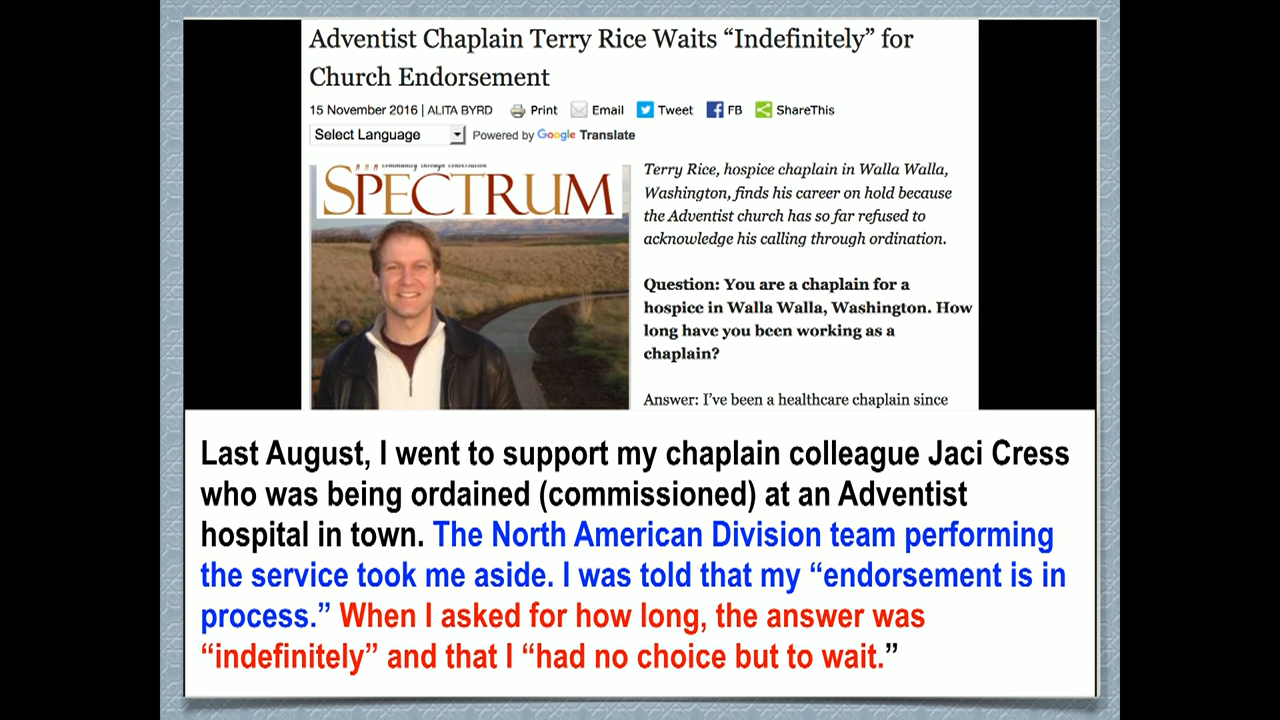 Adventist Chaplain Terry Rice Waits “Indefinitely” for
Church Endorsement
15 November 2016 | ALITA BYRD Print Email Tweet FB ShareThis
Select Language Powered by Google Translate
community through conversation
SPECTRUM
Terry Rice, hospice chaplain in Walla Walla,
Washington, finds his career on hold because
the Adventist church has so far refused to
acknowledge his calling through ordination.
Question: You are a chaplain for a
hospice in Walla Walla, Washington. How
long have you been working as a
chaplain?
Answer: I’ve been a healthcare chaplain since
Last August, I went to support my chaplain colleague Jaci Cress
who was being ordained (commissioned) at an Adventist
hospital in town. The North American Division team performing
the service took me aside. I was told that my “endorsement is in
process.” When I asked for how long, the answer was
“indefinitely” and that I “had no choice but to wait.”